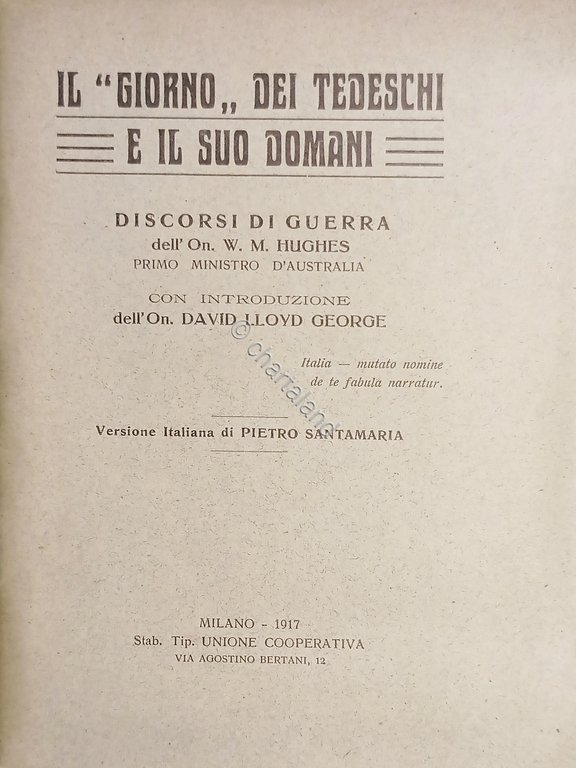 IL “GIORNO„ DEI TEDESCHI
E IL SUO DOMANI
DISCORSI DI GUERRA
dell' On. W. M. HUGHES
PRIMO MINISTRO D'AUSTRALIA
CON INTRODUZIONE
dell'On. DAVID LLOYD GEORGE
Italia — mutato nomine
de te fabula narratur.
Versione Italiana di PIETRO SANTAMARIA
MILANO - 1917
Stab. Tip. UNIONE COOPERATIVA
VIA AGOSTINO BERTANI, 12
© chartaland